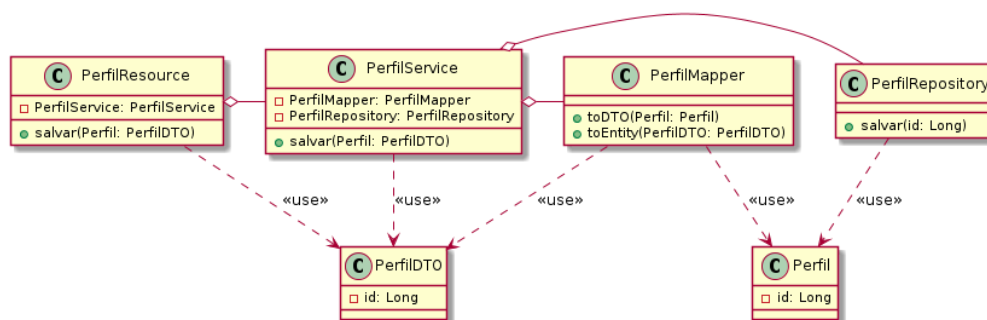 C PerfilResource
PerfilService: PerfilService
salvar(Perfil: PerfilDTO)
C PerfilService
PerfilMapper: PerfilMapper
PerfilRepository: PerfilRepository
salvar(Perfil: PerfilDTO)
C PerfilMapper
toDTO(Perfil: Perfil)
toEntity(PerfilDTO: PerfilDTO)
C PerfilRepository
salvar(id: Long)
«use»
«use»
«use»
«use»
«use»
C PerfilDTO
id: Long
C Perfil
id: Long